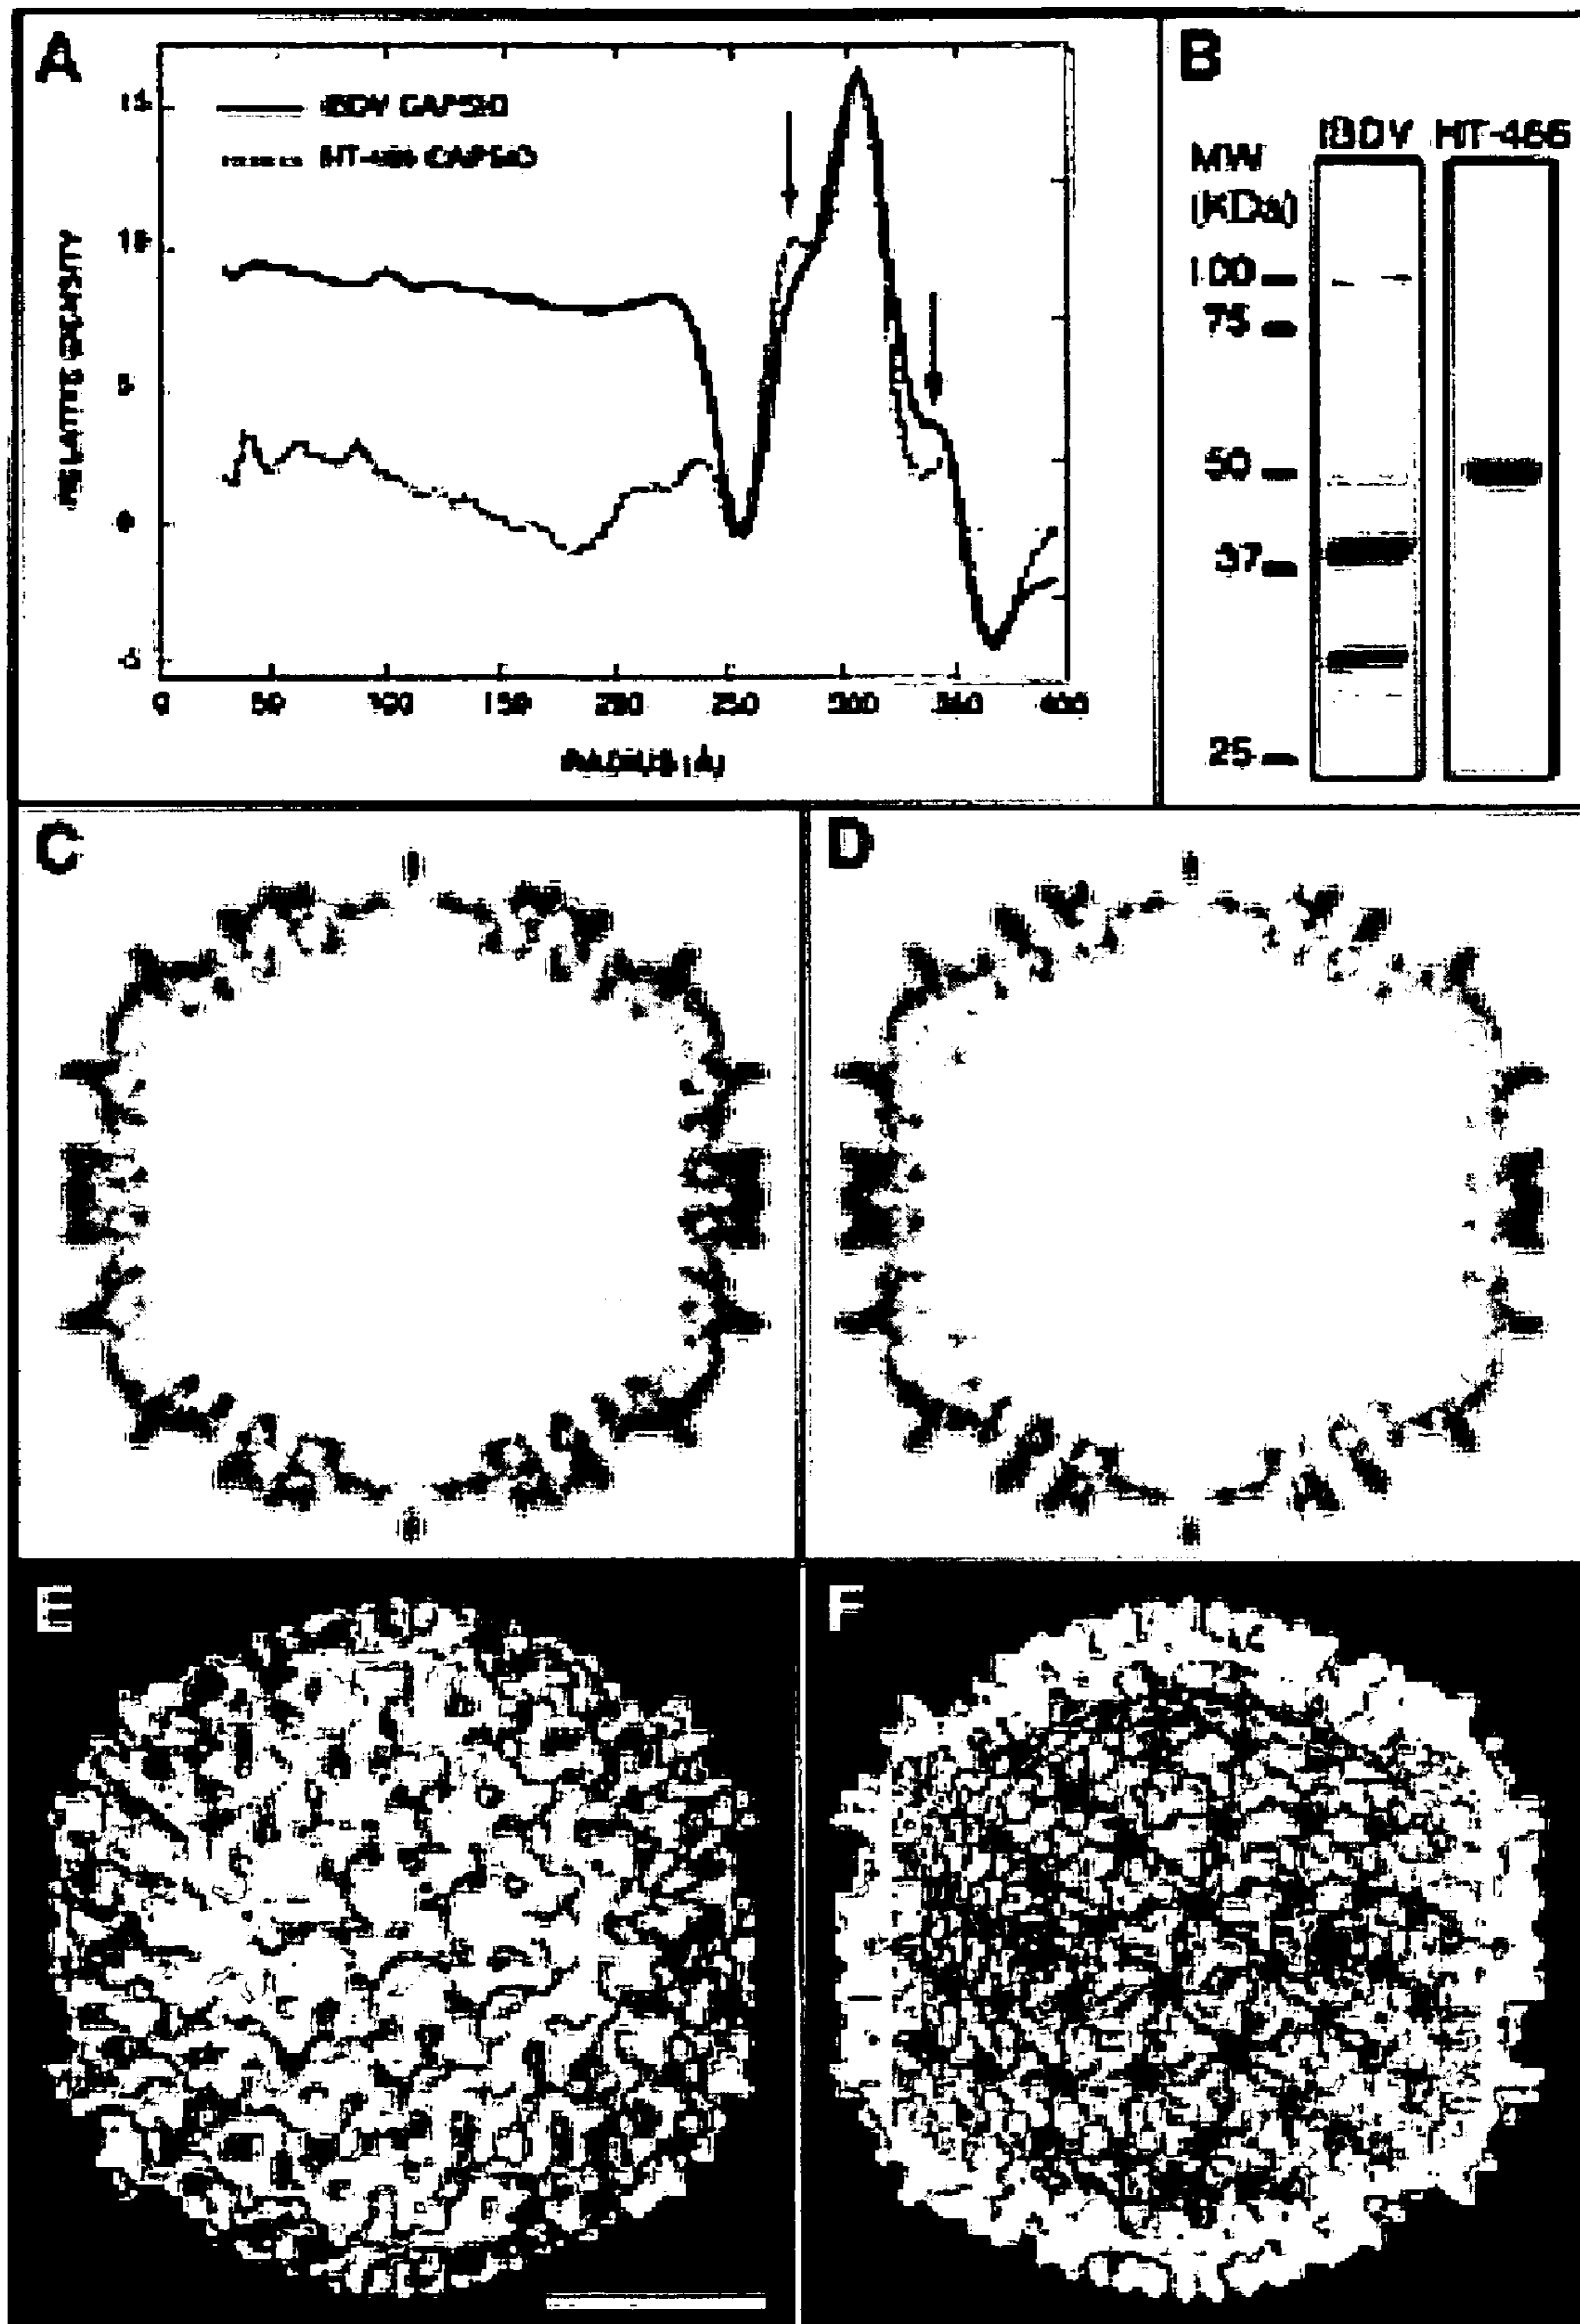 A
IBDV CAPSID
HT-466 CAPSID
15
10
5
0
-5
RELATIVE DENSITY
0 50 100 150 200 250 300 350 400
RADIUS (Å)
B
IBDV HT-466
MW
(KDa)
100
75
50
37
25
C
D
E
F